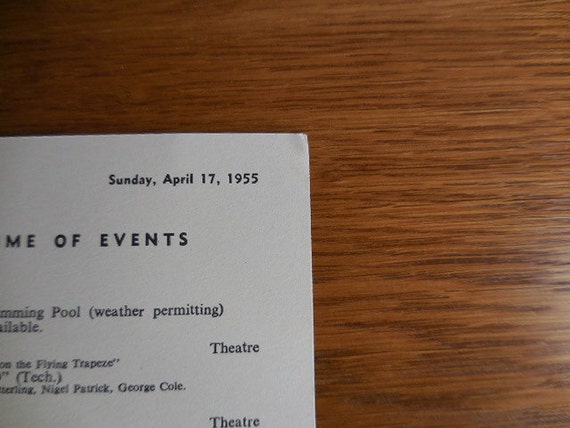 Sunday, April 17, 1955
ME OF EVENTS
mming Pool (weather permitting)
ailable.
Theatre
on the Flying Trapeze"
" (Tech.)
tterling, Nigel Patrick, George Cole.
Theatre